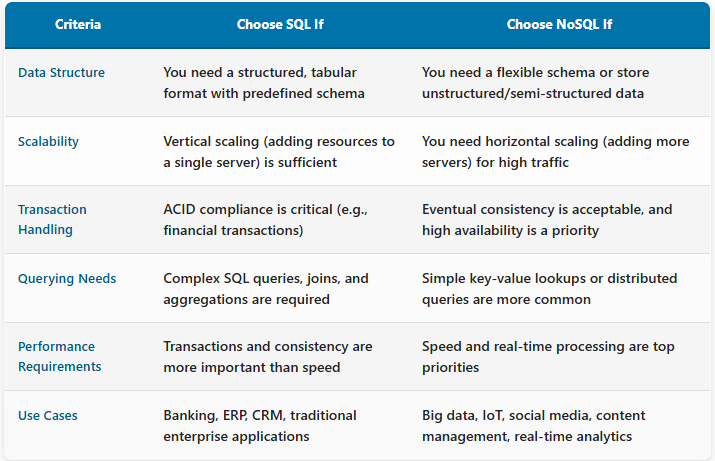 Criteria Choose SQL If Choose NoSQL If
Data Structure You need a structured, tabular You need a flexible schema or store
format with predefined schema unstructured/semi-structured data
Scalability Vertical scaling (adding resources to You need horizontal scaling (adding more
a single server) is sufficient servers) for high traffic
Transaction ACID compliance is critical (e.g., Eventual consistency is acceptable, and
Handling financial transactions) high availability is a priority
Querying Needs Complex SQL queries, joins, and Simple key-value lookups or distributed
aggregations are required queries are more common
Performance Transactions and consistency are Speed and real-time processing are top
Requirements more important than speed priorities
Use Cases Banking, ERP, CRM, traditional Big data, IoT, social media, content
enterprise applications management, real-time analytics